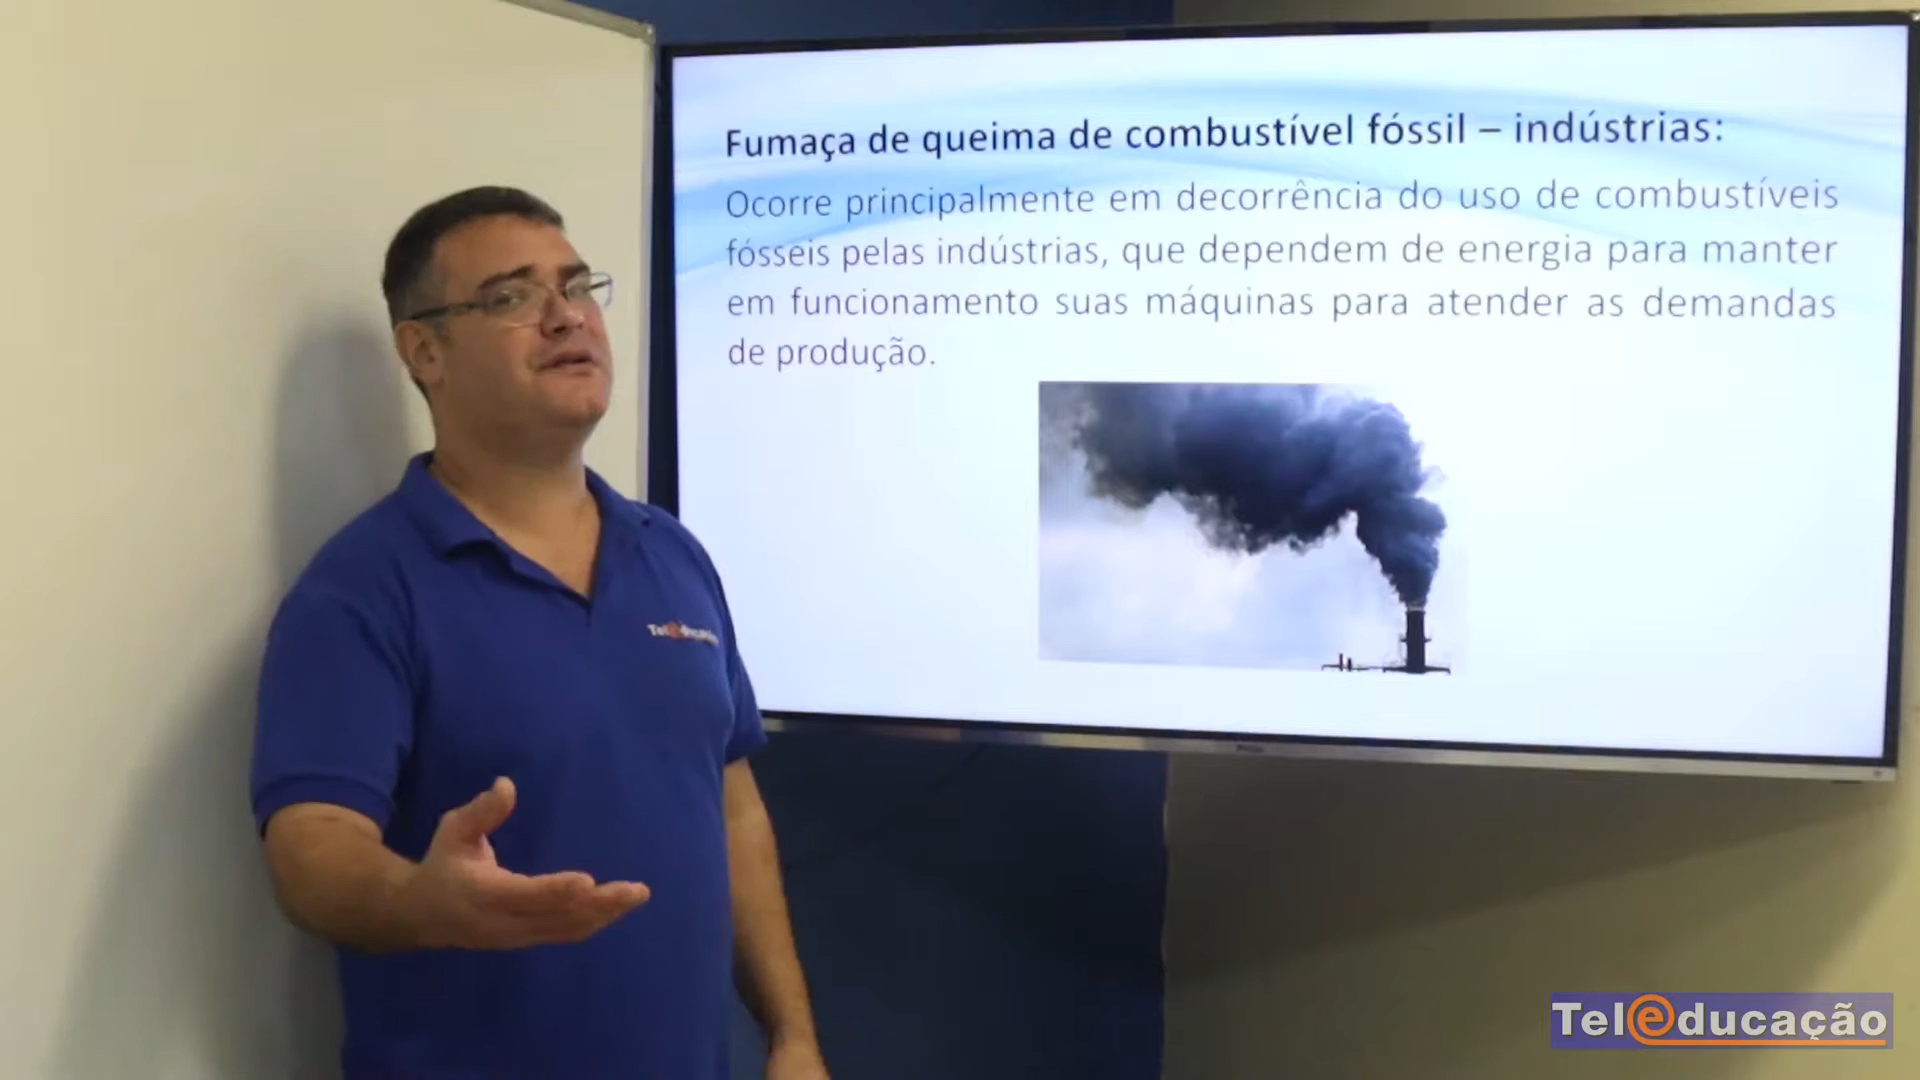 Fumaça de queima de combustível fóssil – indústrias:
Ocorre principalmente em decorrência do uso de combustíveis
fósseis pelas indústrias, que dependem de energia para manter
em funcionamento suas máquinas para atender as demandas
de produção.
Teleducação
Teleducação